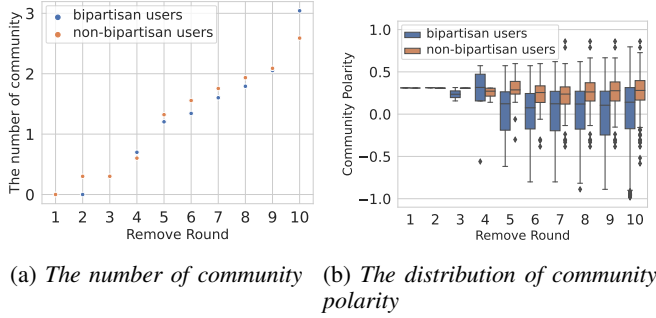 bipartisan users
non-bipartisan users
The number of community
3
2
1
0
1 2 3 4 5 6 7 8 9 10
Remove Round
bipartisan users
non-bipartisan users
Community Polarity
1.0
0.5
0.0
−0.5
−1.0
1 2 3 4 5 6 7 8 9 10
Remove Round
(a) The number of community
(b) The distribution of community
polarity